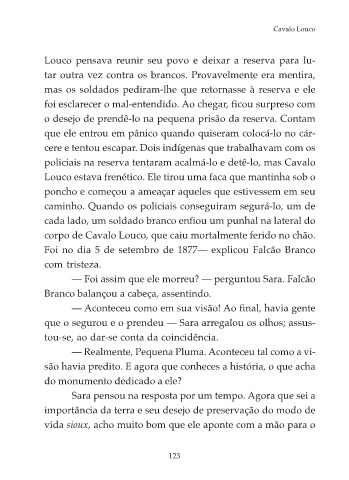 Cavalo Louco
Louco pensava reunir seu povo e deixar a reserva para lu-
tar outra vez contra os brancos. Provavelmente era mentira,
mas os soldados pediram-lhe que retornasse à reserva e ele
foi esclarecer o mal-entendido. Ao chegar, ficou surpreso com
o desejo de prendê-lo na pequena prisão da reserva. Contam
que ele entrou em pânico quando quiseram colocá-lo no cár-
cere e tentou escapar. Dois indígenas que trabalhavam com os
policiais na reserva tentaram acalmá-lo e detê-lo, mas Cavalo
Louco estava frenético. Ele tirou uma faca que mantinha sob o
poncho e começou a ameaçar aqueles que estivessem em seu
caminho. Quando os policiais conseguiram segurá-lo, um de
cada lado, um soldado branco enfiou um punhal na lateral do
corpo de Cavalo Louco, que caiu mortalmente ferido no chão.
Foi no dia 5 de setembro de 1877— explicou Falcão Branco
com tristeza.
— Foi assim que ele morreu? — perguntou Sara. Falcão
Branco balançou a cabeça, assentindo.
— Aconteceu como em sua visão! Ao final, havia gente
que o segurou e o prendeu — Sara arregalou os olhos; assus-
tou-se, ao dar-se conta da coincidência.
— Realmente, Pequena Pluma. Aconteceu tal como a vi-
são havia predito. E agora que conheces a história, o que acha
do monumento dedicado a ele?
Sara pensou na resposta por um tempo. Agora que sei a
importância da terra e seu desejo de preservação do modo de
vida sioux, acho muito bom que ele aponte com a mão para o
123